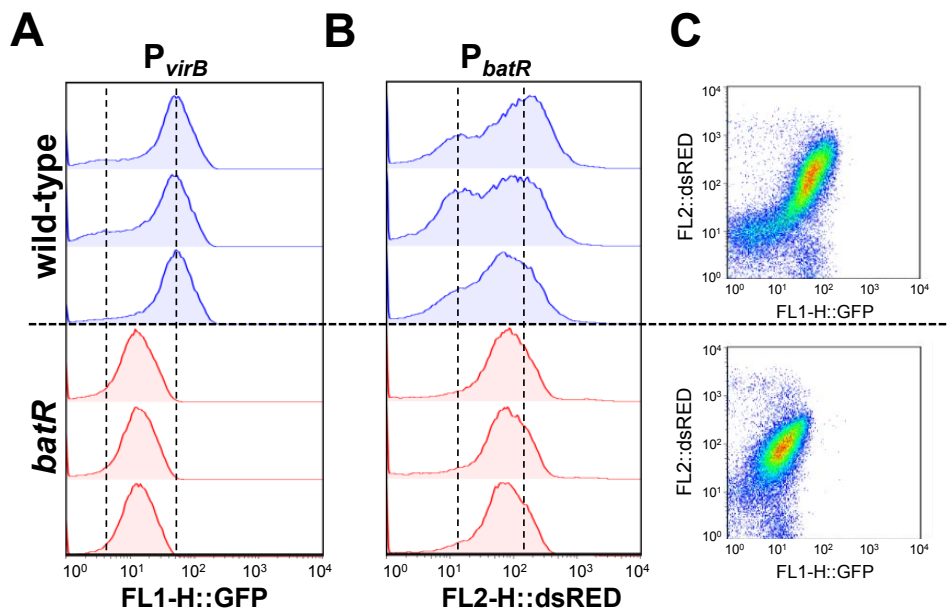 A
B
C
PvirB
PbatR
wild-type
batR
10⁰ 10¹ 10² 10³ 10⁴
FL1-H::GFP
10⁰ 10¹ 10² 10³ 10⁴
FL2-H::dsRED
10⁴
10³
10²
10¹
10⁰
FL2::dsRED
10⁰ 10¹ 10² 10³ 10⁴
FL1-H::GFP
10⁴
10³
10²
10¹
10⁰
FL2::dsRED
10⁰ 10¹ 10² 10³ 10⁴
FL1-H::GFP